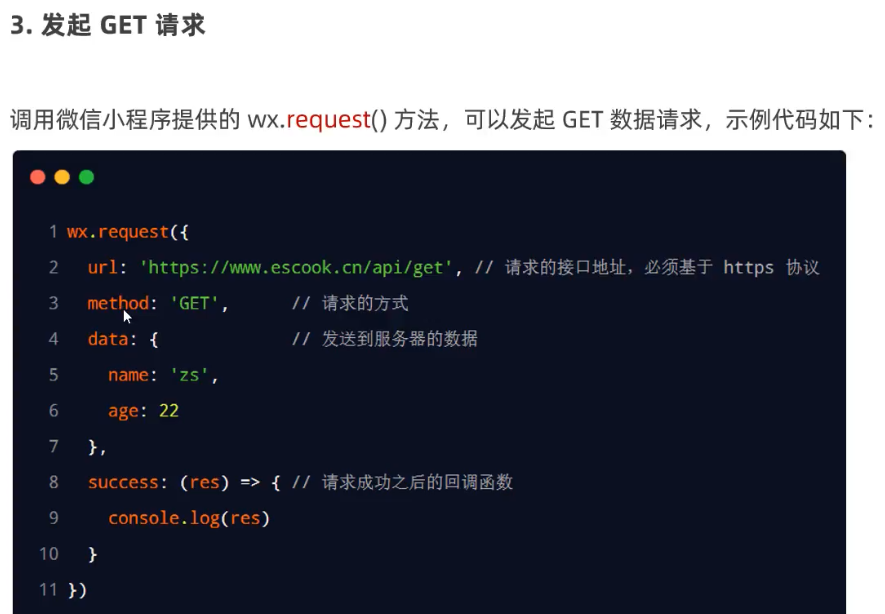 3. 发起 GET 请求
调用微信小程序提供的 wx.request() 方法，可以发起 GET 数据请求，示例代码如下：
1 wx.request({
2 url: 'https://www.escook.cn/api/get', // 请求的接口地址，必须基于 https 协议
3 method: 'GET', // 请求的方式
4 data: { // 发送到服务器的数据
5 name: 'zs',
6 age: 22
7 },
8 success: (res) => { // 请求成功之后的回调函数
9 console.log(res)
10 }
11 })